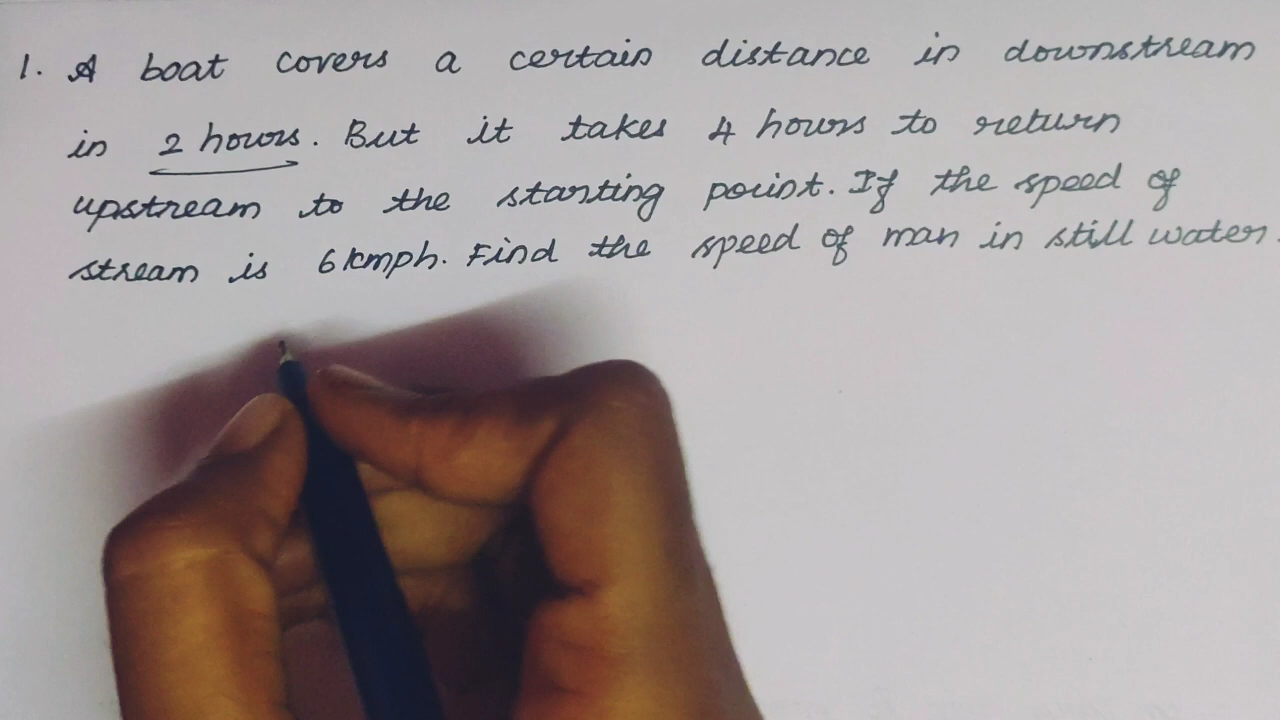 1. A boat covers a certain distance in downstream
in 2 hours. But it takes 4 hours to return
upstream to the starting point. If the speed of
stream is 6 kmph. Find the speed of man in still water.